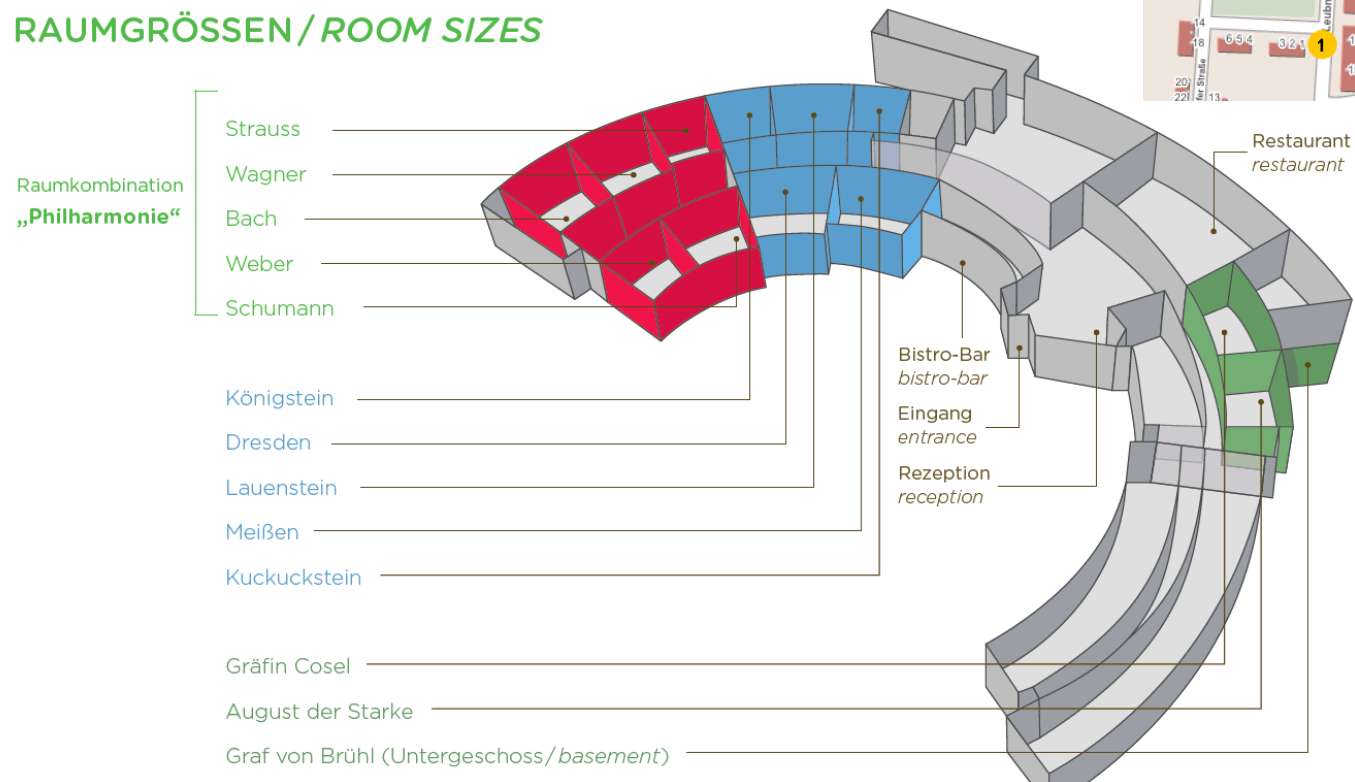 RAUMGRÖSSEN / ROOM SIZES
Strauss
Wagner
Raumkombination
„Philharmonie“
Bach
Weber
Schumann
Königstein
Dresden
Lauenstein
Meißen
Kuckuckstein
Gräfin Cosel
August der Starke
Graf von Brühl (Untergeschoss / basement)
Restaurant
restaurant
Bistro-Bar
bistro-bar
Eingang
entrance
Rezeption
reception
14
18
6 5 4
3 2 1
1
20
22
13